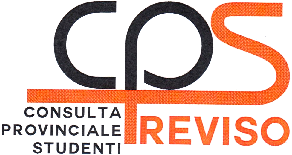 CPS
CONSULTA
PROVINCIALE
STUDENTI
TREVISO